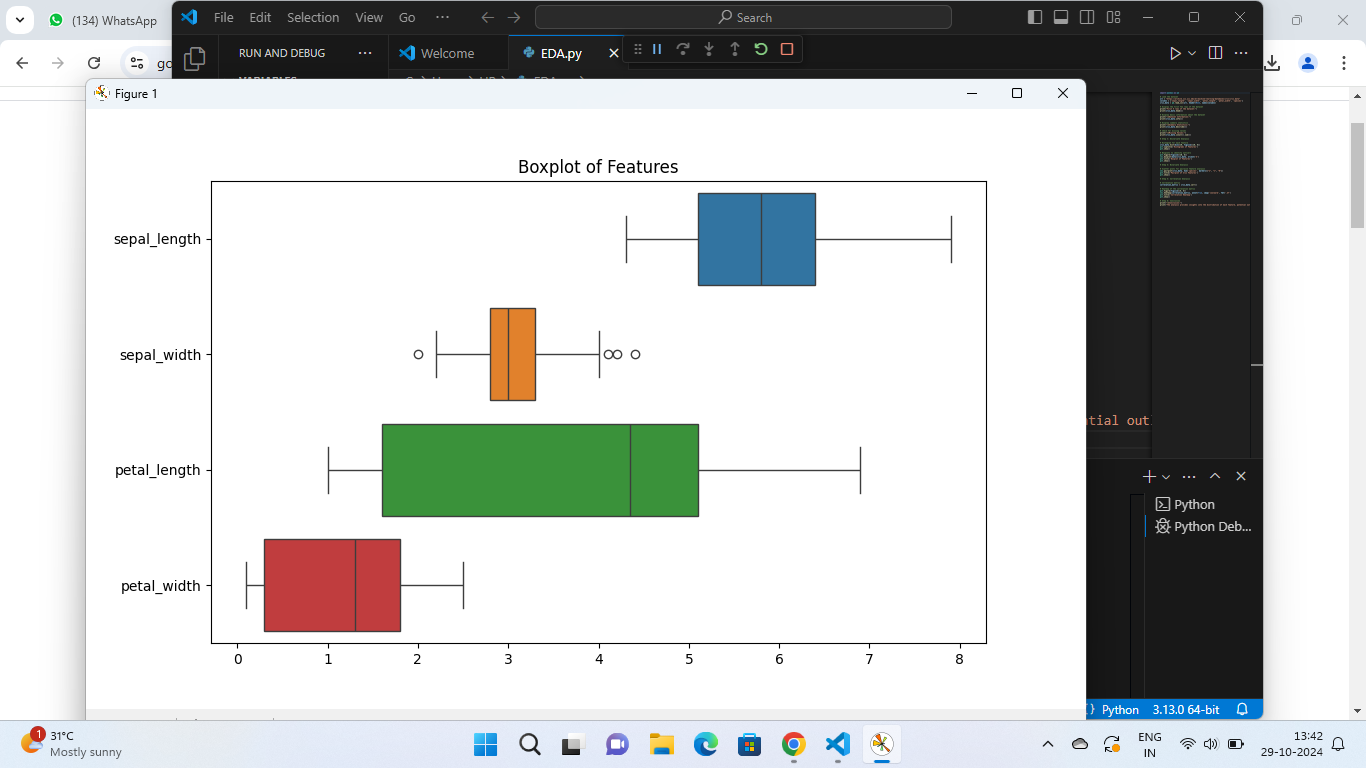 (134) WhatsApp
File Edit Selection View Go ··· Search
go
RUN AND DEBUG ··· Welcome EDA.py
Figure 1
Boxplot of Features
sepal_length
sepal_width
petal_length
petal_width
0 1 2 3 4 5 6 7 8
Python
Python Deb...
Python 3.13.0 64-bit
1
31°C
Mostly sunny
ENG
IN
13:42
29-10-2024